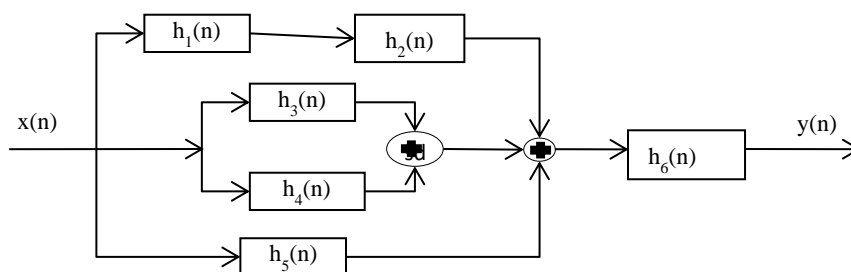 h₁(n)
h₂(n)
h₃(n)
x(n)
y(n)
h₆(n)
h₄(n)
h₅(n)